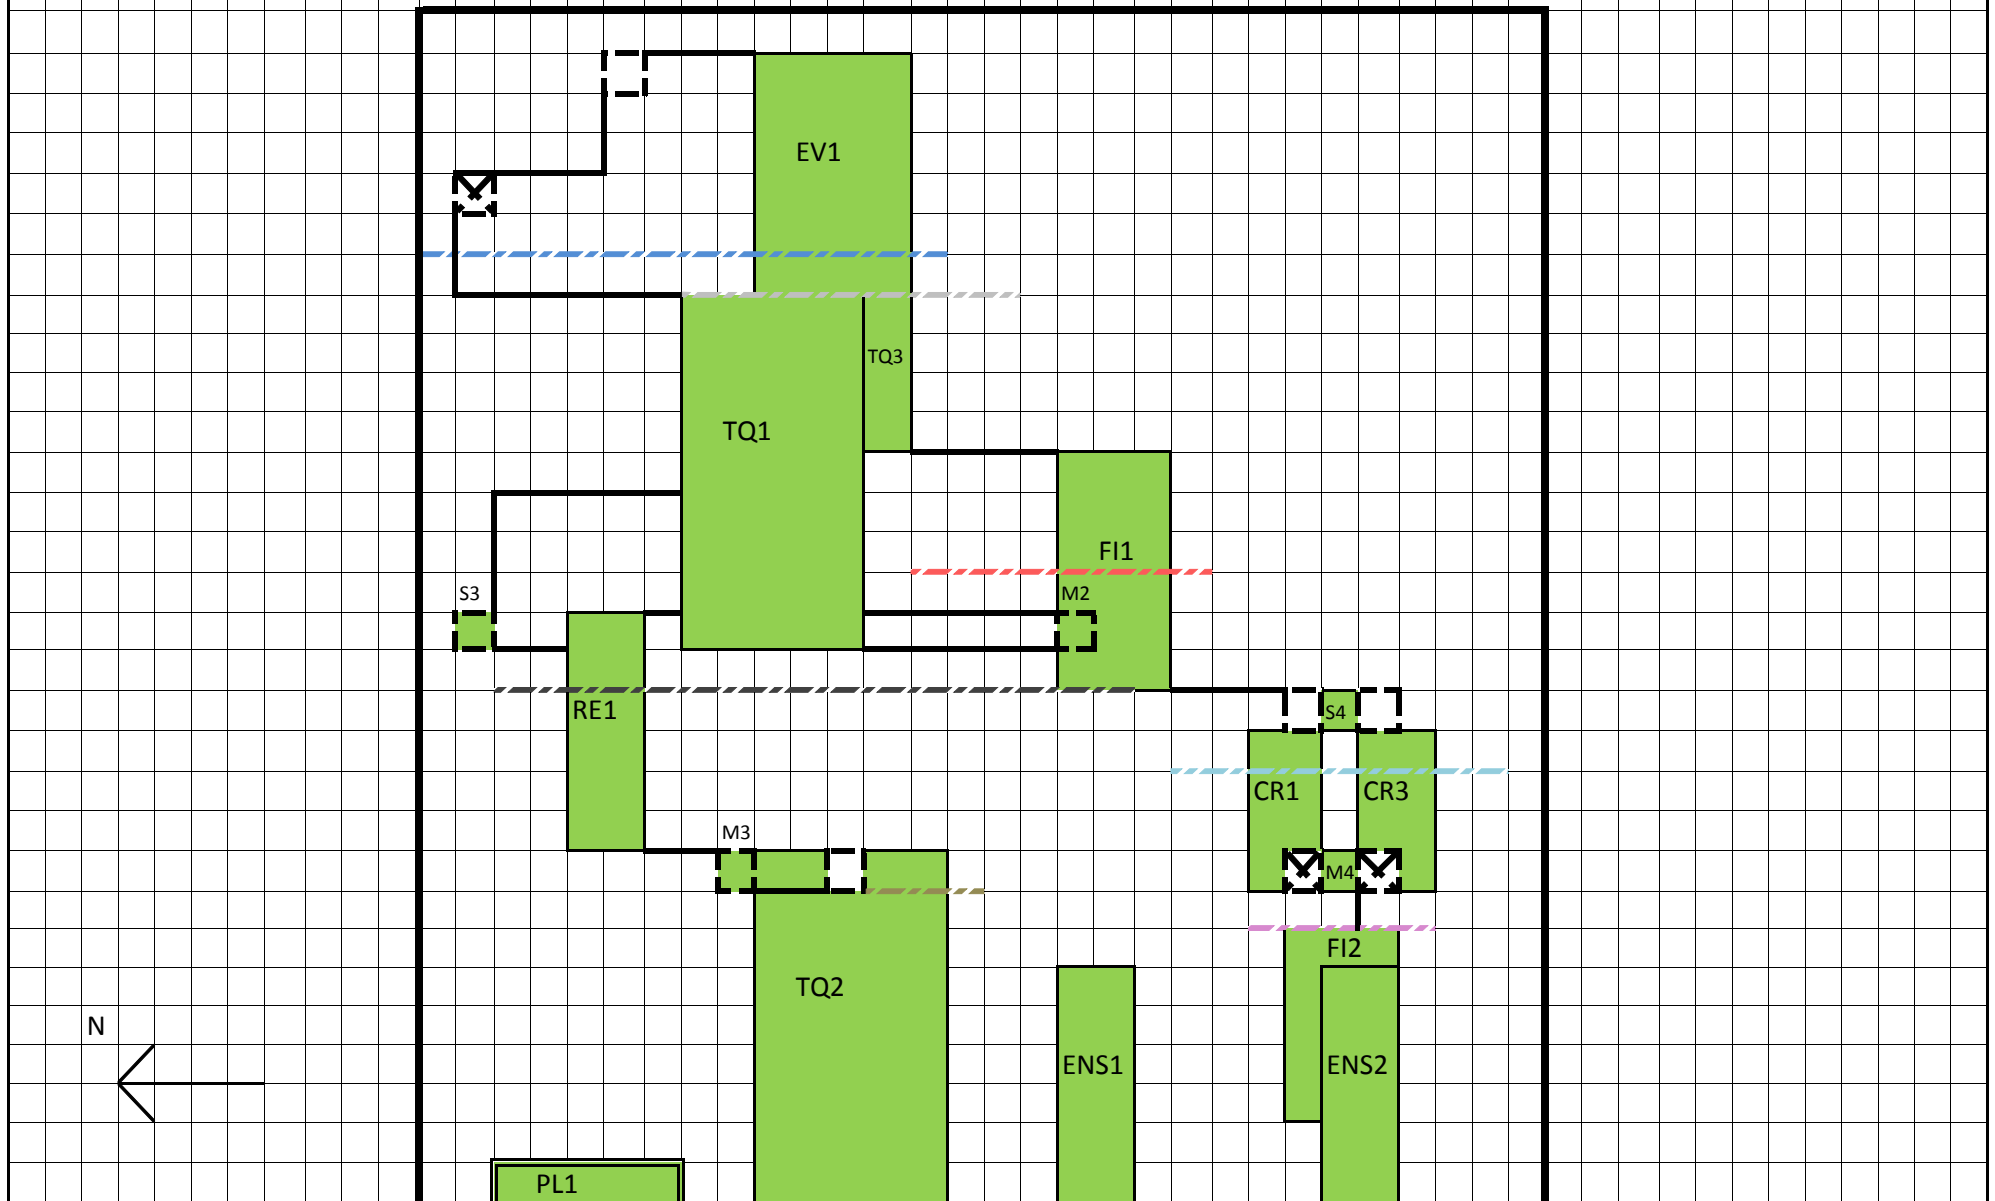 EV1
TQ3
TQ1
FI1
S3
M2
RE1
S4
CR1
CR3
M3
M4
FI2
TQ2
N
ENS1
ENS2
PL1